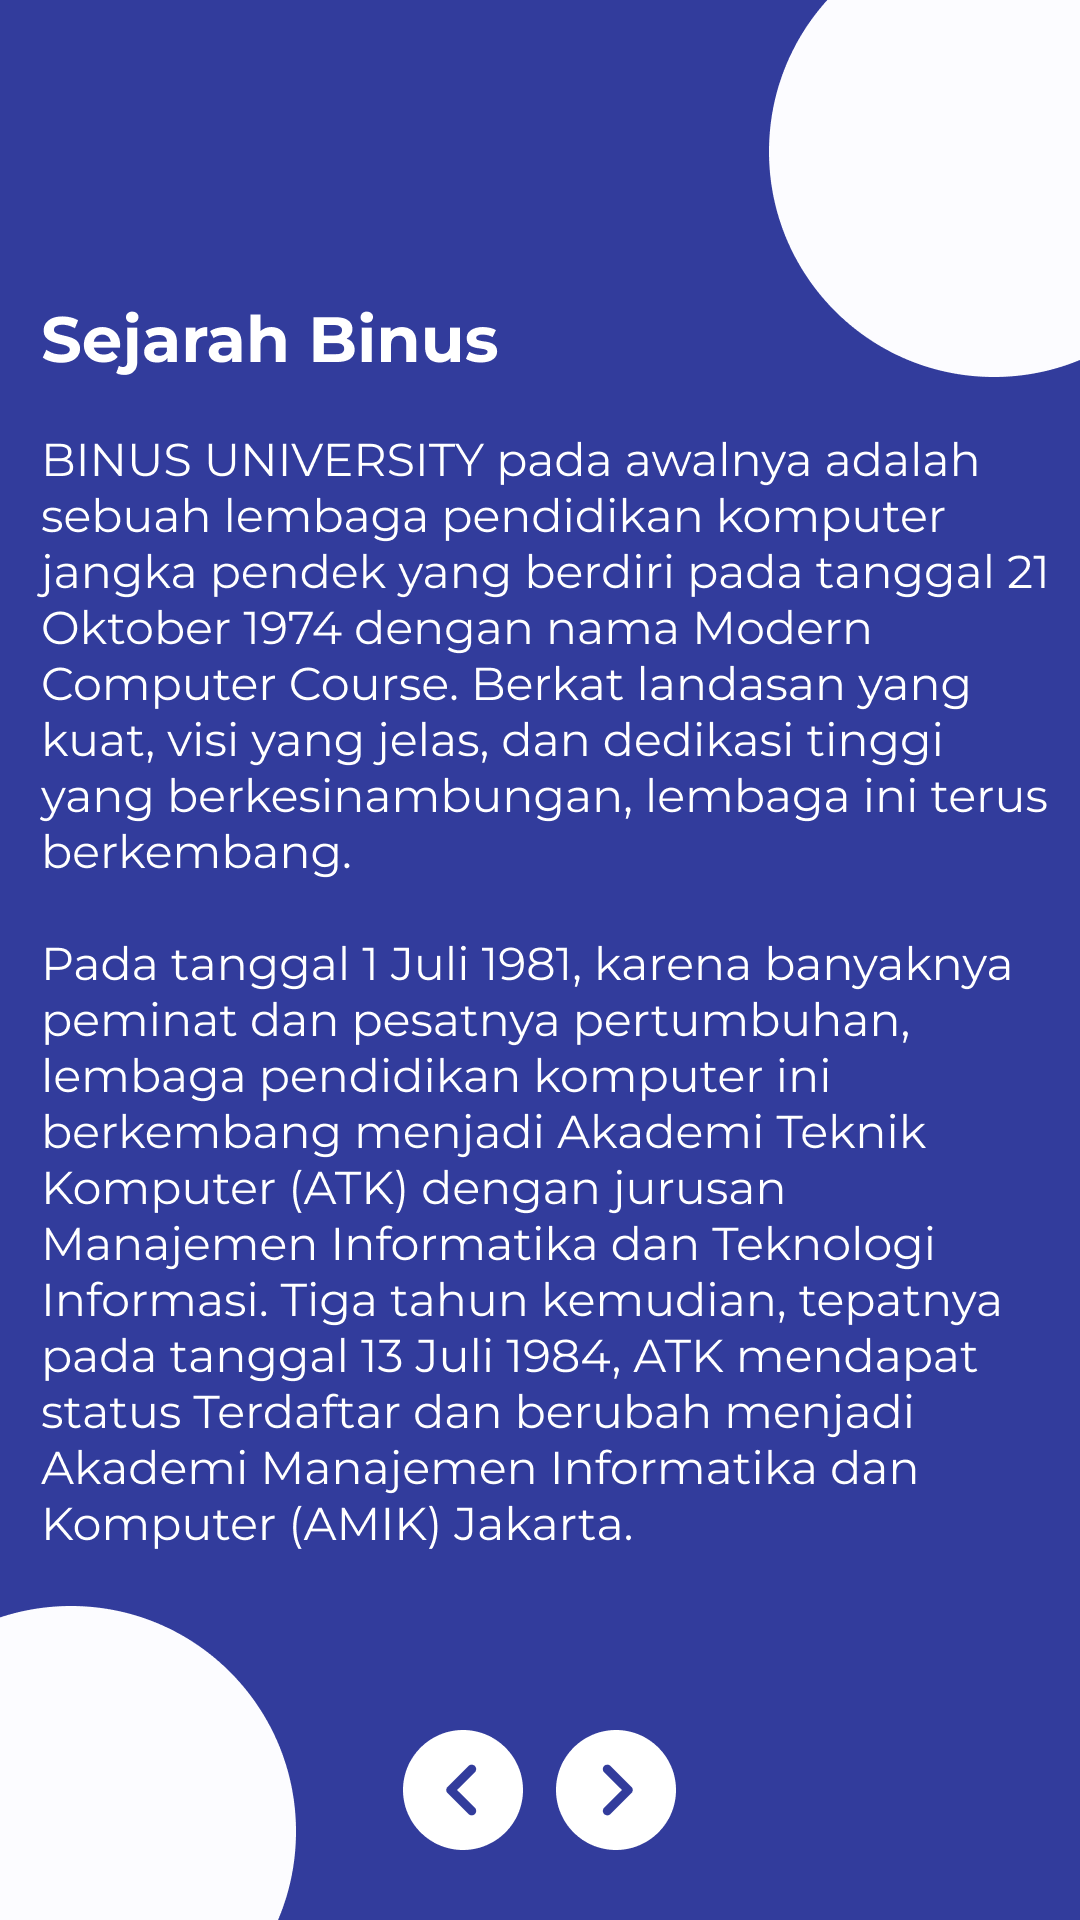 Sejarah Binus
BINUS UNIVERSITY pada awalnya adalah
sebuah lembaga pendidikan komputer
jangka pendek yang berdiri pada tanggal 21
Oktober 1974 dengan nama Modern
Computer Course. Berkat landasan yang
kuat, visi yang jelas, dan dedikasi tinggi
yang berkesinambungan, lembaga ini terus
berkembang.
Pada tanggal 1 Juli 1981, karena banyaknya
peminat dan pesatnya pertumbuhan,
lembaga pendidikan komputer ini
berkembang menjadi Akademi Teknik
Komputer (ATK) dengan jurusan
Manajemen Informatika dan Teknologi
Informasi. Tiga tahun kemudian, tepatnya
pada tanggal 13 Juli 1984, ATK mendapat
status Terdaftar dan berubah menjadi
Akademi Manajemen Informatika dan
Komputer (AMIK) Jakarta.